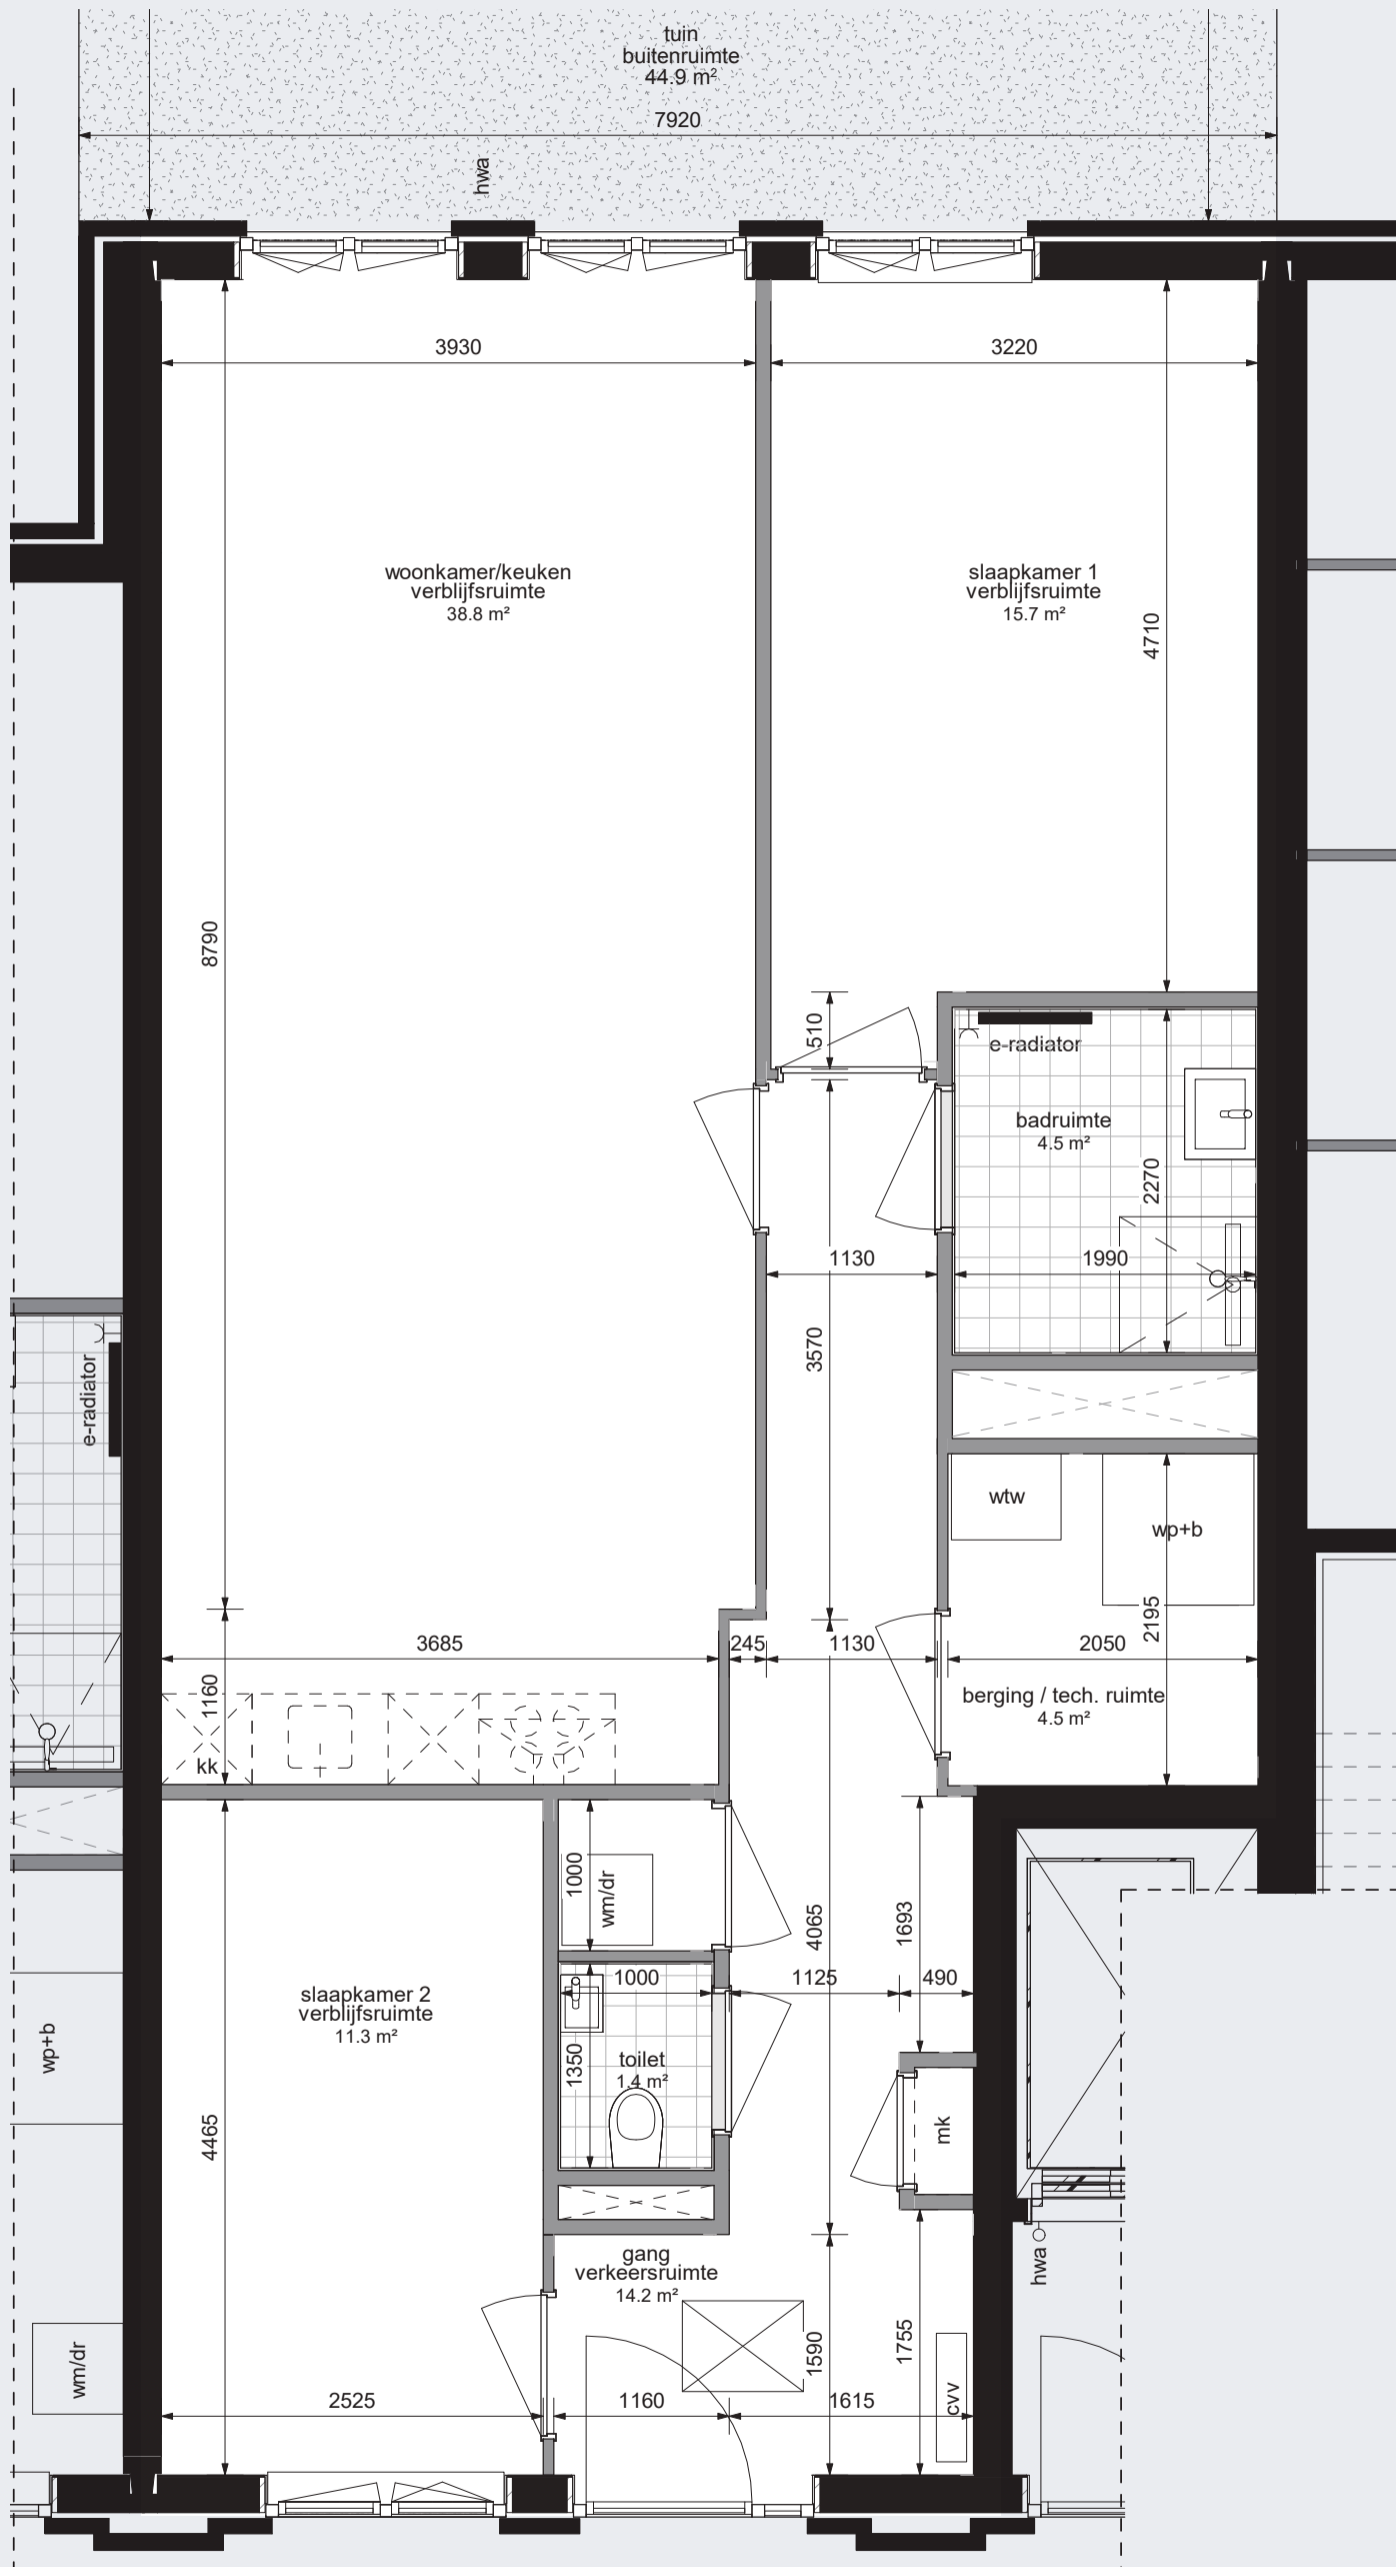 tuin
buitenruimte
44.9 m²
7920
hwa
3930
3220
woonkamer/keuken
verblijfsruimte
38.8 m²
slaapkamer 1
verblijfsruimte
15.7 m²
4710
8790
510
e-radiator
badruimte
4.5 m²
2270
1130
1990
3570
e-radiator
wtw
wp+b
2195
3685
245
1130
2050
1160
berging / tech. ruimte
4.5 m²
kk
1000
wm/dr
4065
1693
1000
1125
490
slaapkamer 2
verblijfsruimte
11.3 m²
wp+b
1350
toilet
1.4 m²
mk
4465
gang
verkeersruimte
14.2 m²
hwa
1590
1755
wm/dr
2525
1160
1615
cvv